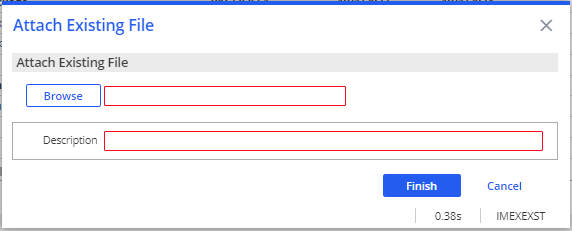 Attach Existing File
Attach Existing File
Browse
Description
Finish Cancel
0.38s IMEXEXST